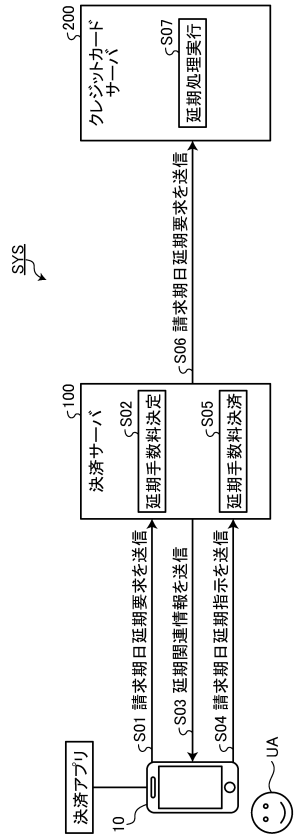 SYS
決済アプリ
10
UA
S01 請求期日延期要求を送信
S03 延期関連情報を送信
S04 請求期日延期指示を送信
100
決済サーバ
S02
延期手数料決定
S05
延期手数料決済
S06 請求期日延期要求を送信
200
クレジットカード
サーバ
S07
延期処理実行